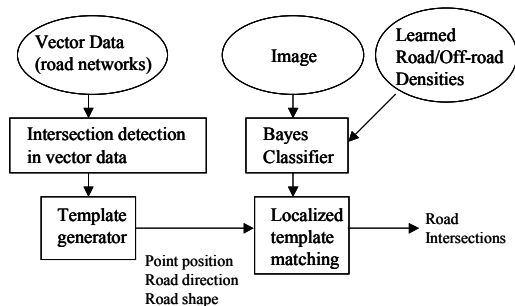 Vector Data
(road networks)
Image
Learned
Road/Off-road
Densities
Intersection detection
in vector data
Bayes
Classifier
Template
generator
Point position
Road direction
Road shape
Localized
template
matching
Road
Intersections